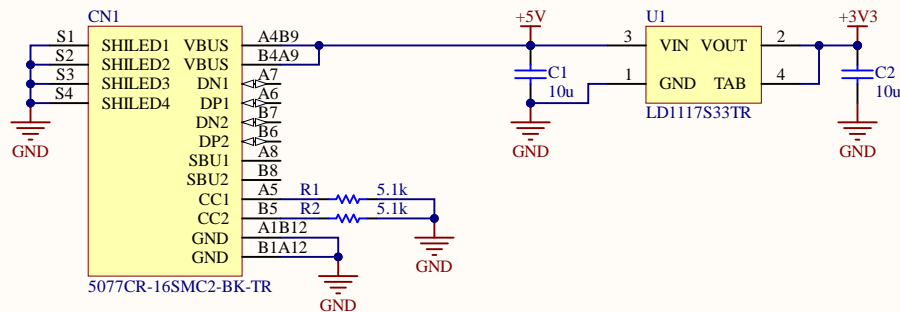 CN1
+5V
U1
+3V3
S1 SHILED1 VBUS A4B9
S2 SHILED2 VBUS B4A9
S3 SHILED3 DN1 A7
S4 SHILED4 DP1 A6
DN2 B7
DP2 B6
SBU1 A8
SBU2 B8
CC1 A5 R1 5.1k
CC2 B5 R2 5.1k
GND A1B12
GND B1A12
GND
GND
GND
5077CR-16SMC2-BK-TR
3 VIN VOUT 2
1 GND TAB 4
C1
10u
GND
LD1117S33TR
C2
10u
GND